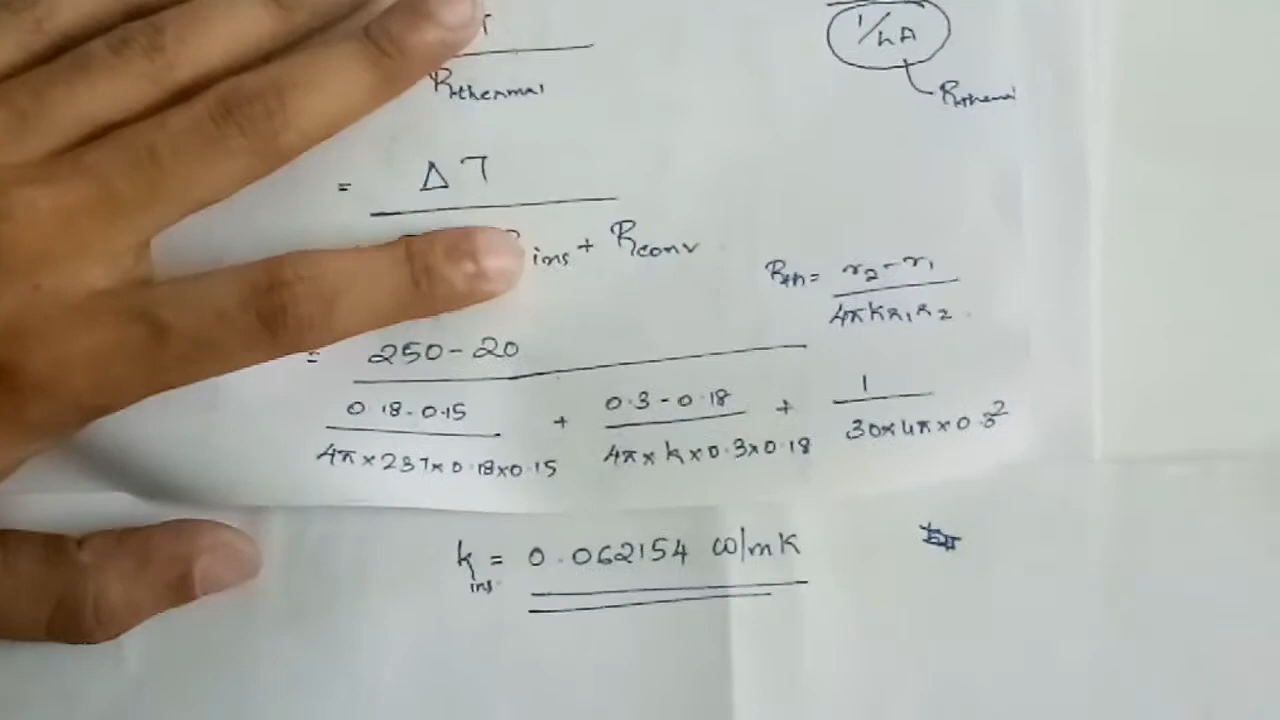 1/hA
Rthermal
Rthermal
= ΔT
ins + Rconv
Rth = r2-r1
4πkr1r2
= 250-20
0.18-0.15 + 0.3-0.18 + 1
4π×237×0.18×0.15 4π×k×0.3×0.18 30×4π×0.3²
kins = 0.062154 W/mK